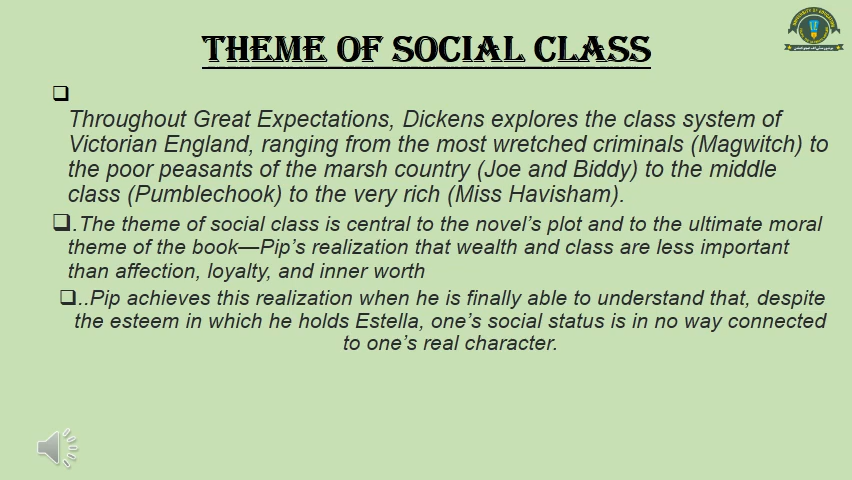 THEME OF SOCIAL CLASS
Throughout Great Expectations, Dickens explores the class system of
Victorian England, ranging from the most wretched criminals (Magwitch) to
the poor peasants of the marsh country (Joe and Biddy) to the middle
class (Pumblechook) to the very rich (Miss Havisham).
.The theme of social class is central to the novel’s plot and to the ultimate moral
theme of the book—Pip’s realization that wealth and class are less important
than affection, loyalty, and inner worth
..Pip achieves this realization when he is finally able to understand that, despite
the esteem in which he holds Estella, one’s social status is in no way connected
to one’s real character.